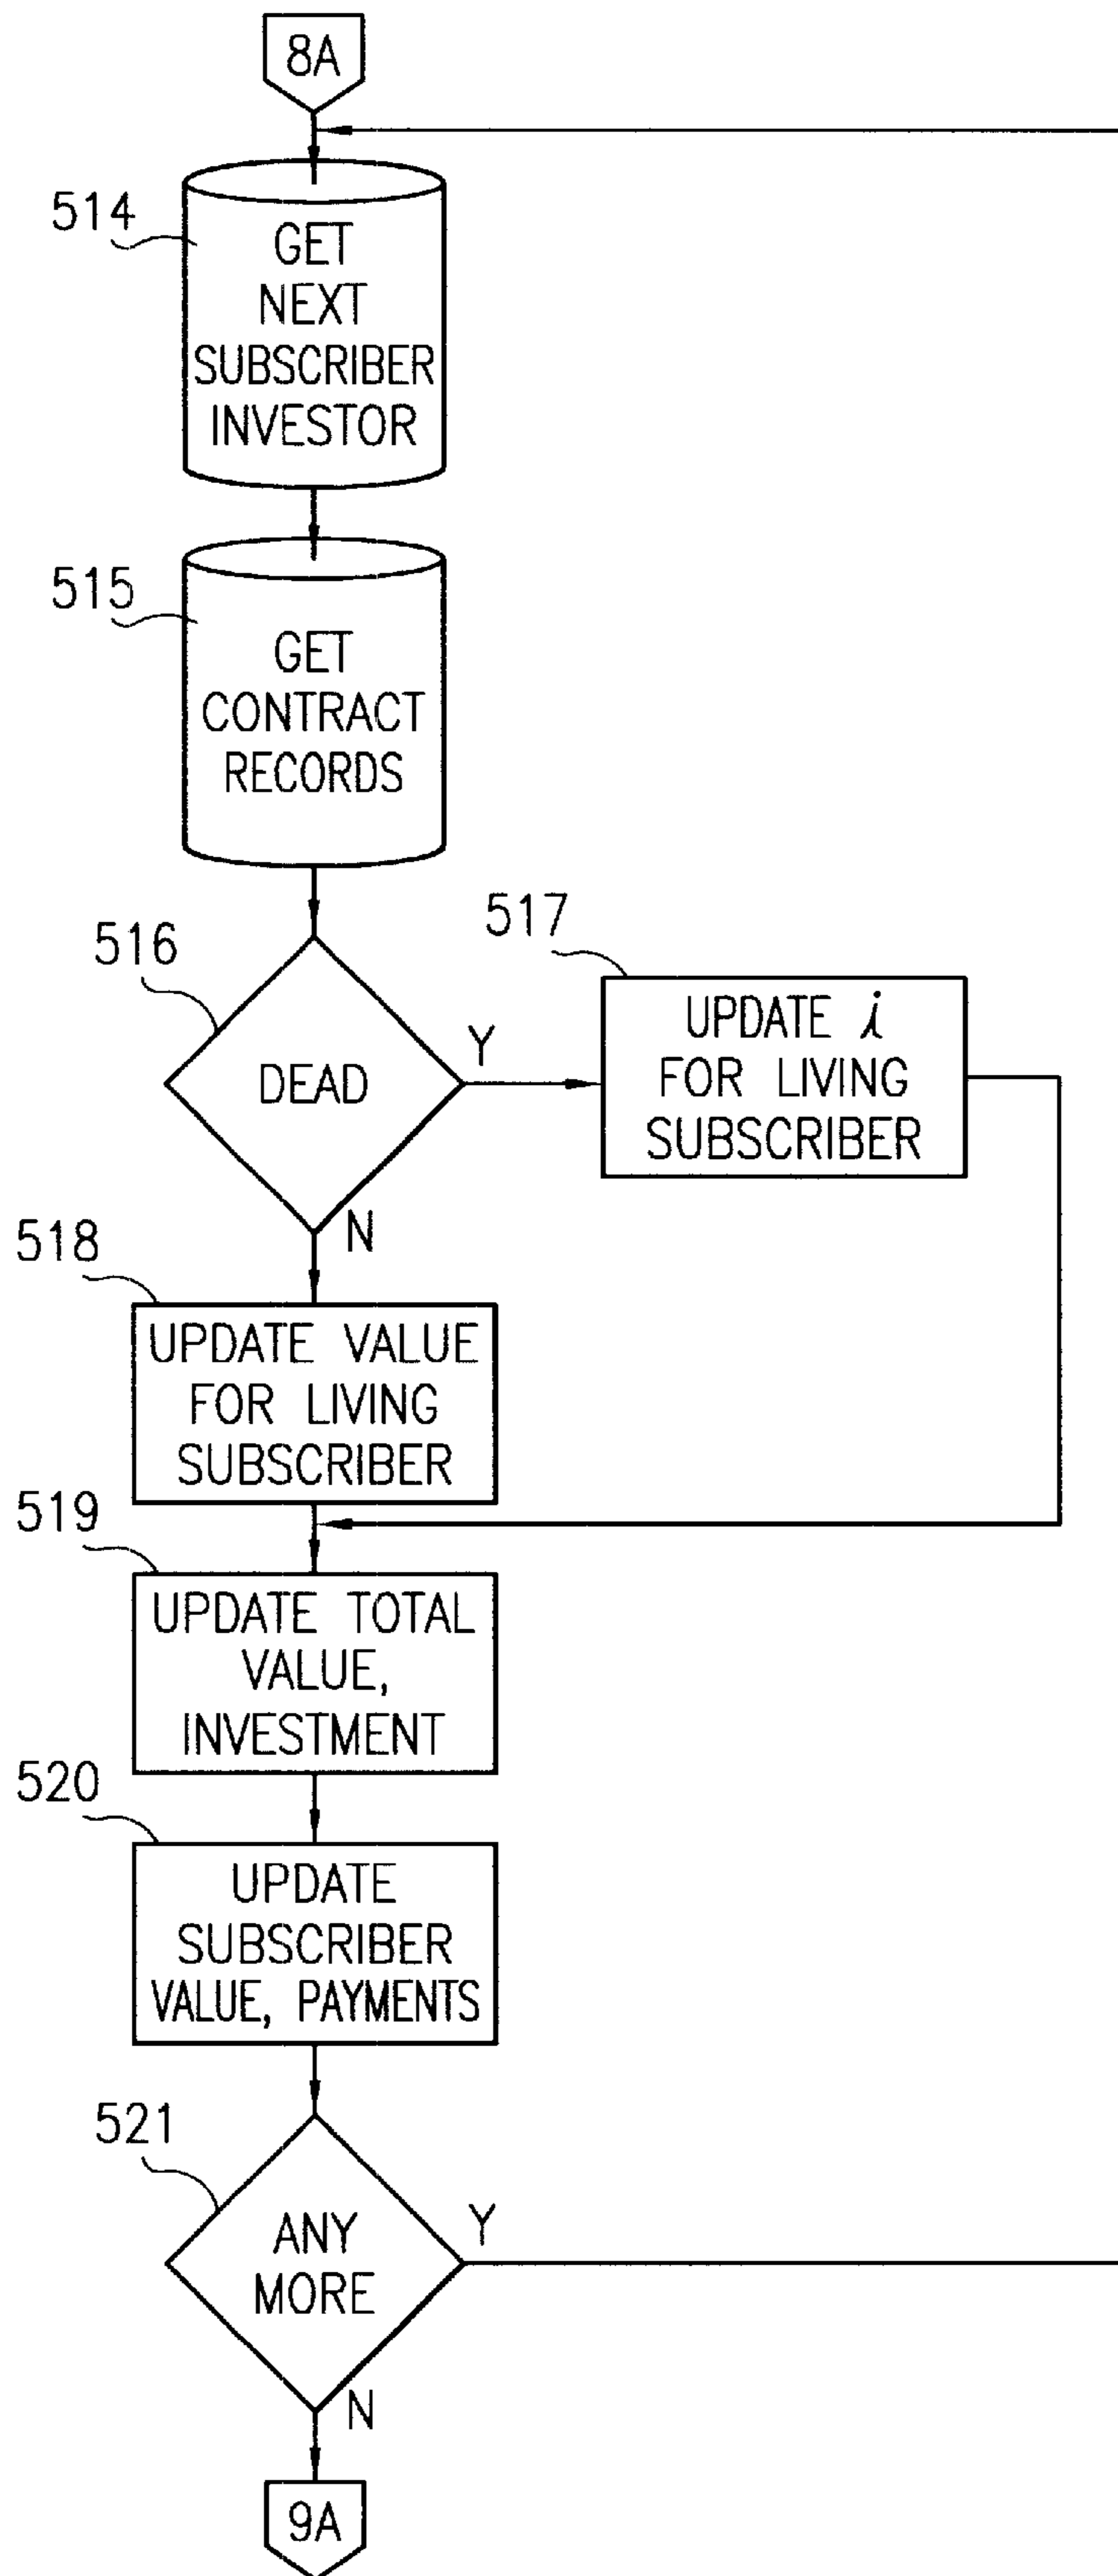 8A
514
GET
NEXT
SUBSCRIBER
INVESTOR
515
GET
CONTRACT
RECORDS
516
DEAD
Y
N
517
UPDATE i
FOR LIVING
SUBSCRIBER
518
UPDATE VALUE
FOR LIVING
SUBSCRIBER
519
UPDATE TOTAL
VALUE,
INVESTMENT
520
UPDATE
SUBSCRIBER
VALUE, PAYMENTS
521
ANY
MORE
Y
N
9A